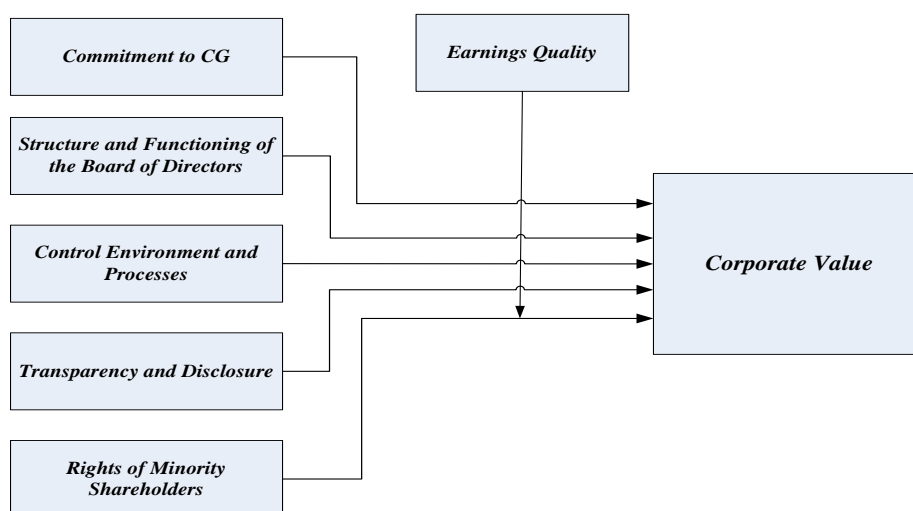 Commitment to CG
Earnings Quality
Structure and Functioning of
the Board of Directors
Control Environment and
Processes
Corporate Value
Transparency and Disclosure
Rights of Minority
Shareholders